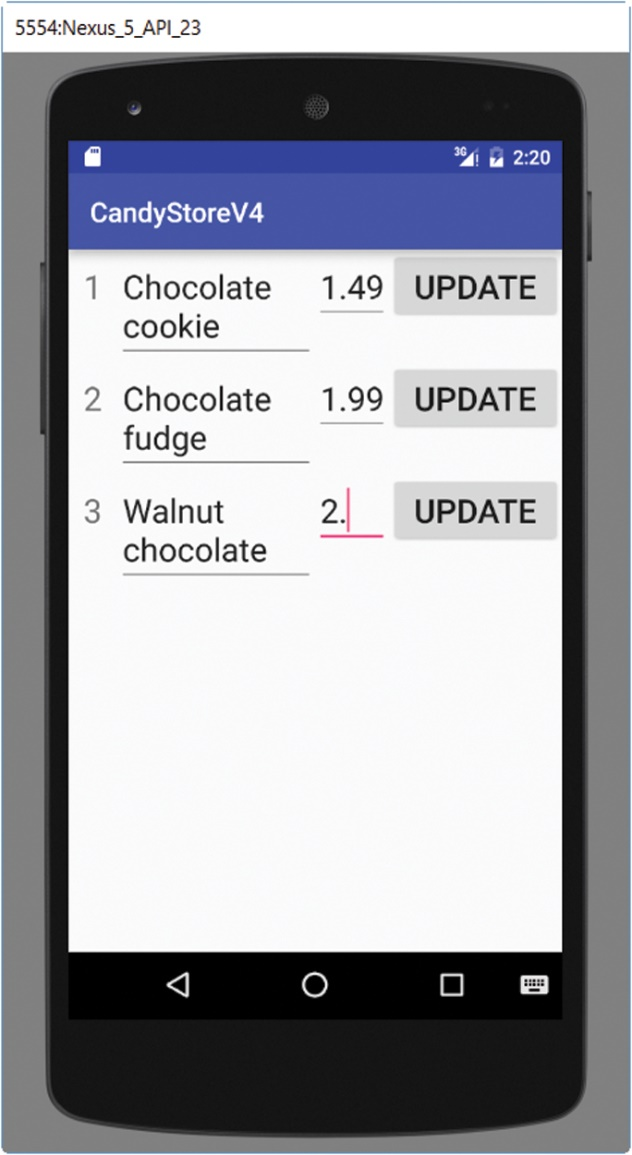 5554:Nexus_5_API_23
3G 2:20
CandyStoreV4
1 Chocolate 1.49 UPDATE
cookie
2 Chocolate 1.99 UPDATE
fudge
3 Walnut 2. UPDATE
chocolate